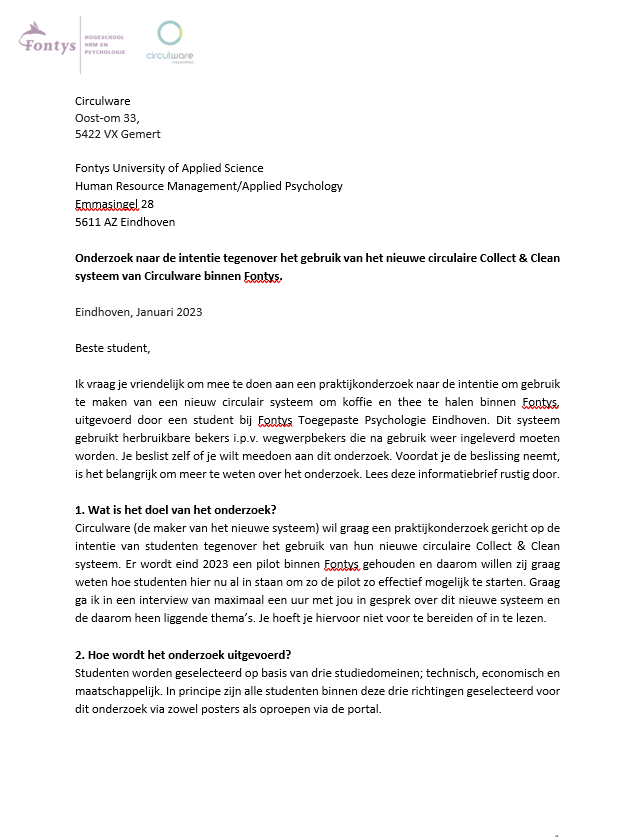 Fontys
HOGESCHOOL
HRM EN
PSYCHOLOGIE
circulware
Circulware
Oost-om 33,
5422 VX Gemert
Fontys University of Applied Science
Human Resource Management/Applied Psychology
Emmasingel 28
5611 AZ Eindhoven
Onderzoek naar de intentie tegenover het gebruik van het nieuwe circulaire Collect & Clean
systeem van Circulware binnen Fontys.
Eindhoven, Januari 2023
Beste student,
Ik vraag je vriendelijk om mee te doen aan een praktijkonderzoek naar de intentie om gebruik
te maken van een nieuw circulair systeem om koffie en thee te halen binnen Fontys,
uitgevoerd door een student bij Fontys Toegepaste Psychologie Eindhoven. Dit systeem
gebruikt herbruikbare bekers i.p.v. wegwerpbekers die na gebruik weer ingeleverd moeten
worden. Je beslist zelf of je wilt meedoen aan dit onderzoek. Voordat je de beslissing neemt,
is het belangrijk om meer te weten over het onderzoek. Lees deze informatiebrief rustig door.
1. Wat is het doel van het onderzoek?
Circulware (de maker van het nieuwe systeem) wil graag een praktijkonderzoek gericht op de
intentie van studenten tegenover het gebruik van hun nieuwe circulaire Collect & Clean
systeem. Er wordt eind 2023 een pilot binnen Fontys gehouden en daarom willen zij graag
weten hoe studenten hier nu al in staan om zo de pilot zo effectief mogelijk te starten. Graag
ga ik in een interview van maximaal een uur met jou in gesprek over dit nieuwe systeem en
de daarom heen liggende thema's. Je hoeft je hiervoor niet voor te bereiden of in te lezen.
2. Hoe wordt het onderzoek uitgevoerd?
Studenten worden geselecteerd op basis van drie studiedomeinen; technisch, economisch en
maatschappelijk. In principe zijn alle studenten binnen deze drie richtingen geselecteerd voor
dit onderzoek via zowel posters als oproepen via de portal.